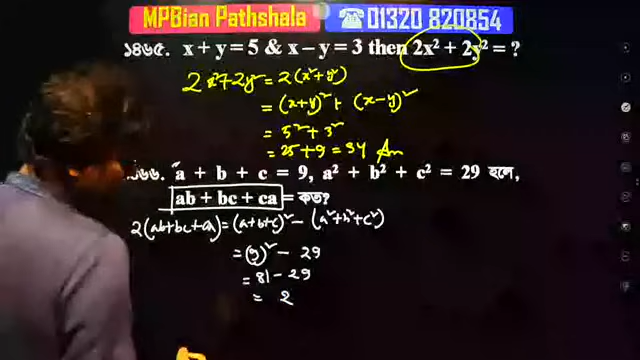 MPBian Pathshala ☎01320 820854
১৪৬৫. x + y = 5 & x – y = 3 then 2x² + 2y² = ?
2x²+2y² = 2(x²+y²)
= (x+y)² + (x-y)²
= 5² + 3²
= 25 + 9 = 34 Ans
a + b + c = 9, a² + b² + c² = 29 হলে,
ab + bc + ca = কত?
2(ab+bc+ca) = (a+b+c)² - (a²+b²+c²)
= (9)² - 29
= 81 - 29
= 2